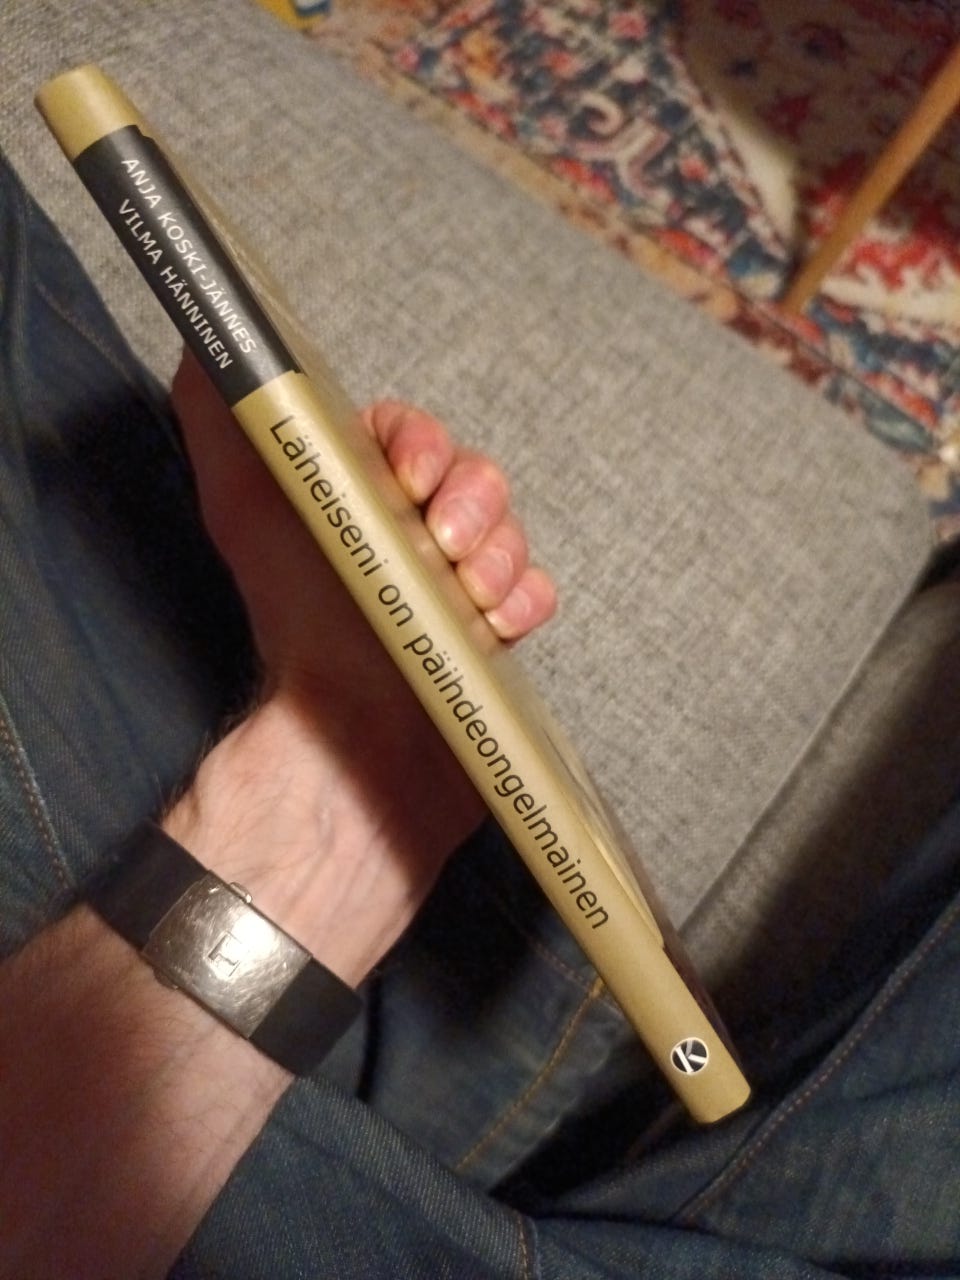 ANJA KOSKI-JÄNNES
VILMA HÄNNINEN
Läheiseni on päihdeongelmainen
K